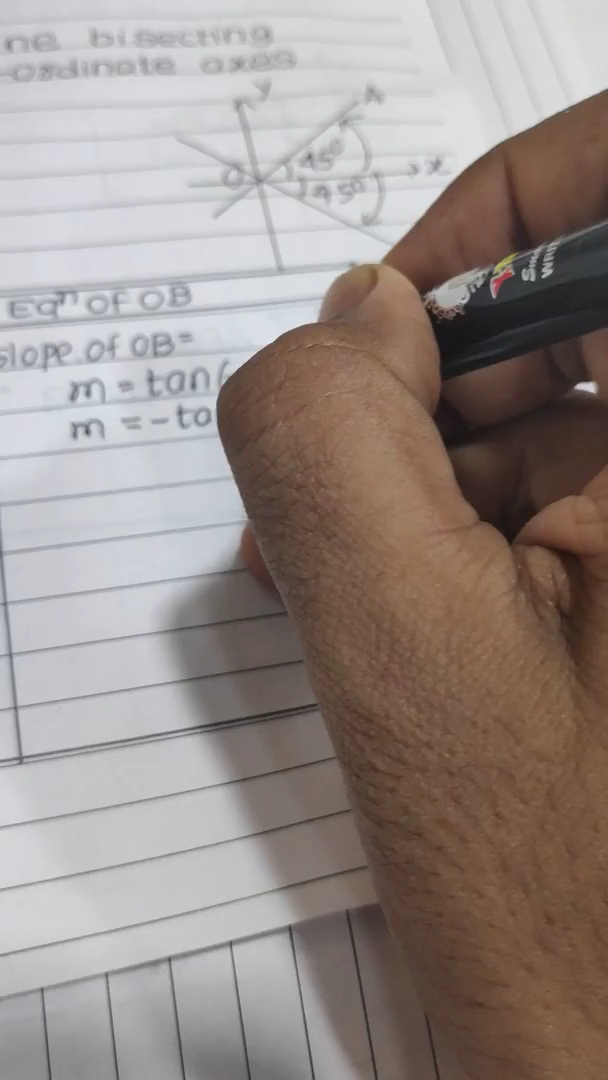 ne bisecting
ordinate axes
Y
A
45°
x
O
45°
Eqⁿ of OB
slope of OB =
m = tan(
m = -ta